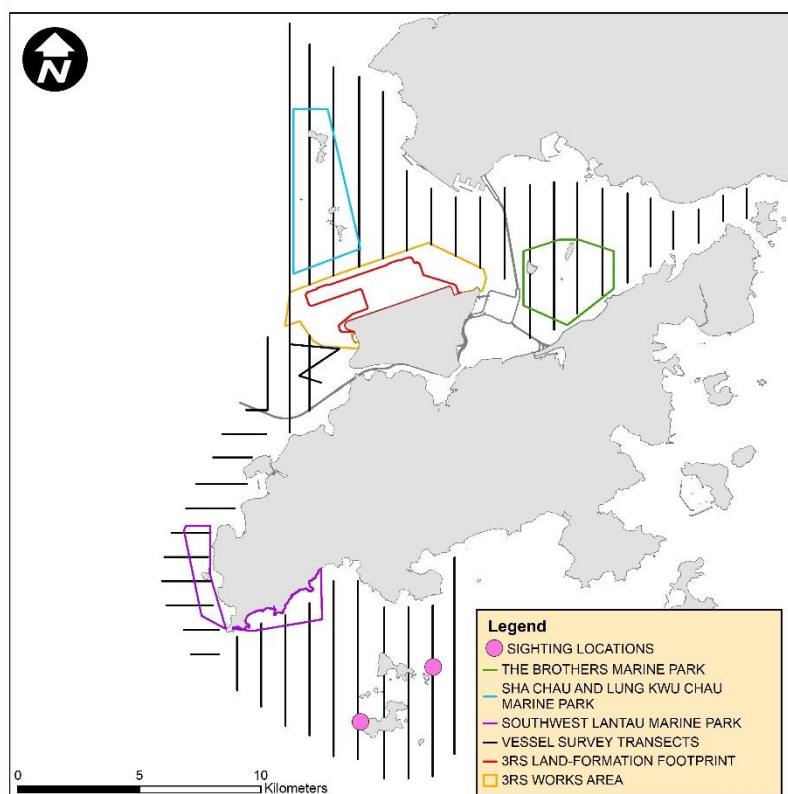 N
Legend
SIGHTING LOCATIONS
THE BROTHERS MARINE PARK
SHA CHAU AND LUNG KWU CHAU
MARINE PARK
SOUTHWEST LANTAU MARINE PARK
VESSEL SURVEY TRANSECTS
3RS LAND-FORMATION FOOTPRINT
3RS WORKS AREA
0 5 10
Kilometers